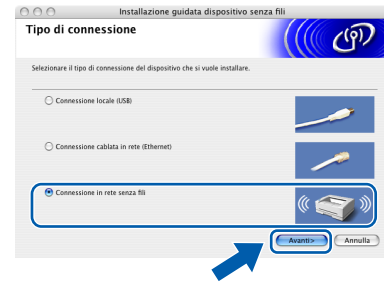 Installazione guidata dispositivo senza fili
Tipo di connessione
Selezionare il tipo di connessione del dispositivo che si vuole installare.
Connessione locale (USB)
Connessione cablata in rete (Ethernet)
Connessione in rete senza fili
Avanti>
Annulla